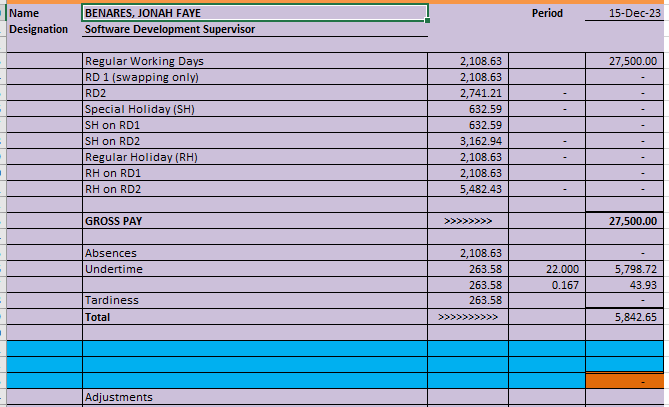 Name BENARES, JONAH FAYE Period 15-Dec-23
Designation Software Development Supervisor
Regular Working Days 2,108.63 27,500.00
RD 1 (swapping only) 2,108.63 -
RD2 2,741.21 - -
Special Holiday (SH) 632.59 - -
SH on RD1 632.59 -
SH on RD2 3,162.94 - -
Regular Holiday (RH) 2,108.63 - -
RH on RD1 2,108.63 -
RH on RD2 5,482.43 - -
GROSS PAY >>>>>>>> 27,500.00
Absences 2,108.63 -
Undertime 263.58 22.000 5,798.72
263.58 0.167 43.93
Tardiness 263.58 -
Total >>>>>>>>>> 5,842.65
-
Adjustments